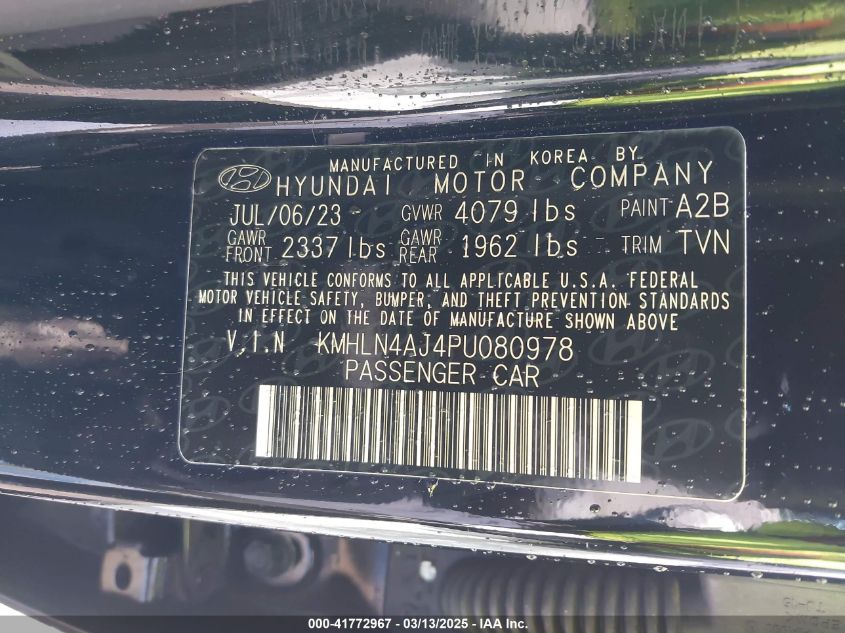 MANUFACTURED IN KOREA BY
HYUNDAI MOTOR COMPANY
JUL/06/23 GVWR 4079 lbs PAINT A2B
GAWR FRONT 2337 lbs GAWR REAR 1962 lbs TRIM TVN
THIS VEHICLE CONFORMS TO ALL APPLICABLE U.S.A. FEDERAL
MOTOR VEHICLE SAFETY, BUMPER, AND THEFT PREVENTION STANDARDS
IN EFFECT ON THE DATE OF MANUFACTURE SHOWN ABOVE
V.I.N KMHLN4AJ4PU080978
PASSENGER CAR
000-41772967 / 03/13/2025 - IAA Inc.